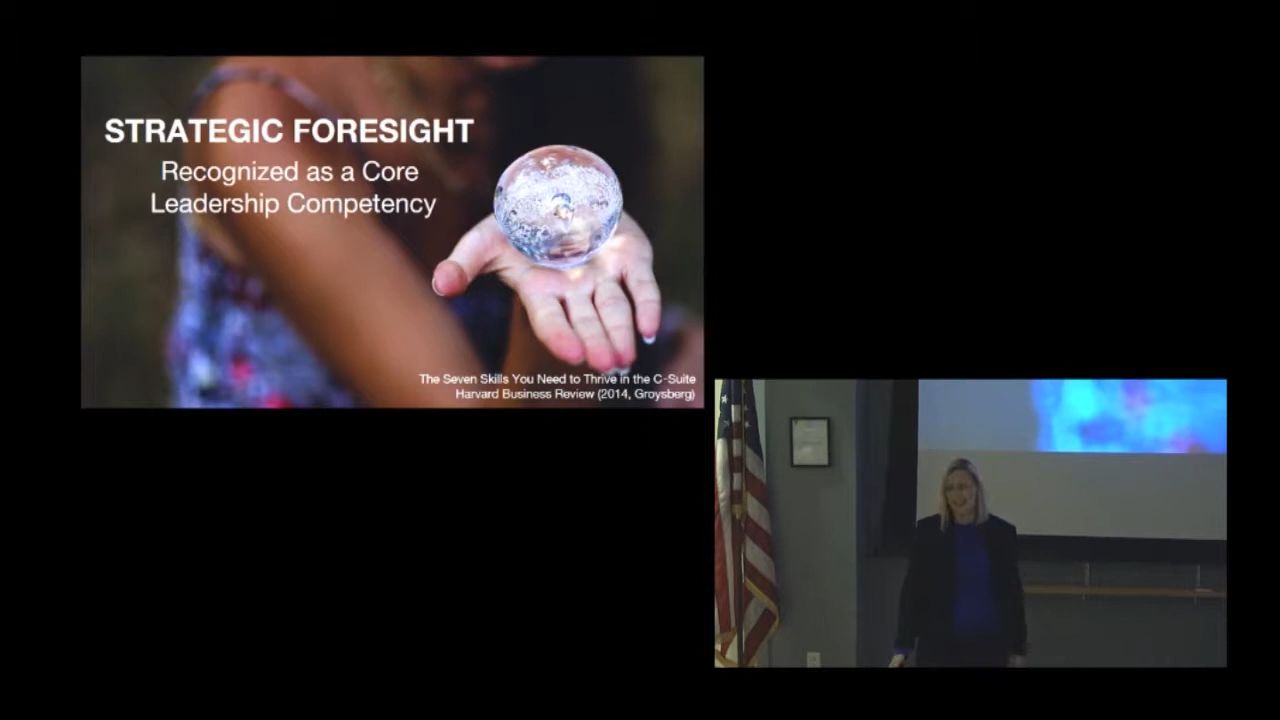 STRATEGIC FORESIGHT
Recognized as a Core
Leadership Competency
The Seven Skills You Need to Thrive in the C-Suite
Harvard Business Review (2014, Groysberg)